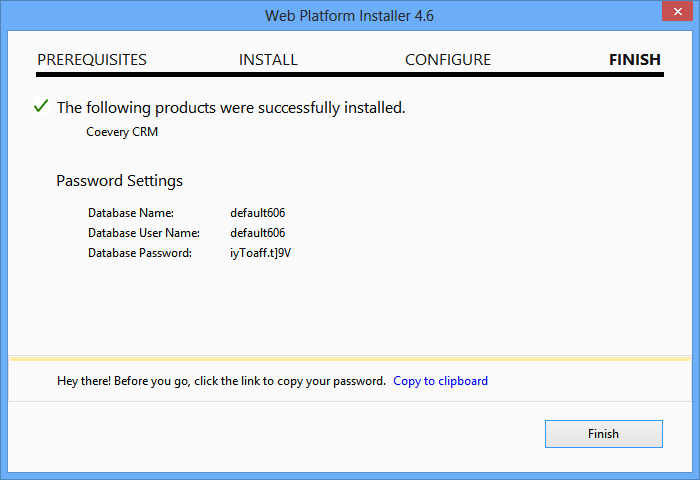 Web Platform Installer 4.6
PREREQUISITES INSTALL CONFIGURE FINISH
The following products were successfully installed.
Coevery CRM
Password Settings
Database Name: default606
Database User Name: default606
Database Password: iyToaff.t]9V
Hey there! Before you go, click the link to copy your password. Copy to clipboard
Finish